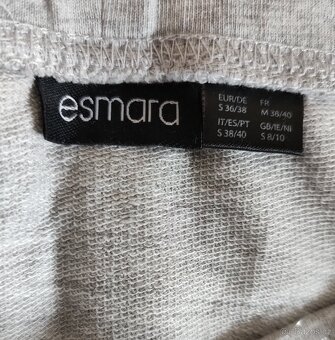 esmara
EUR/DE FR
S 36/38 M 38/40
IT/ES/PT GB/IE/NI
S 38/40 S 8/10